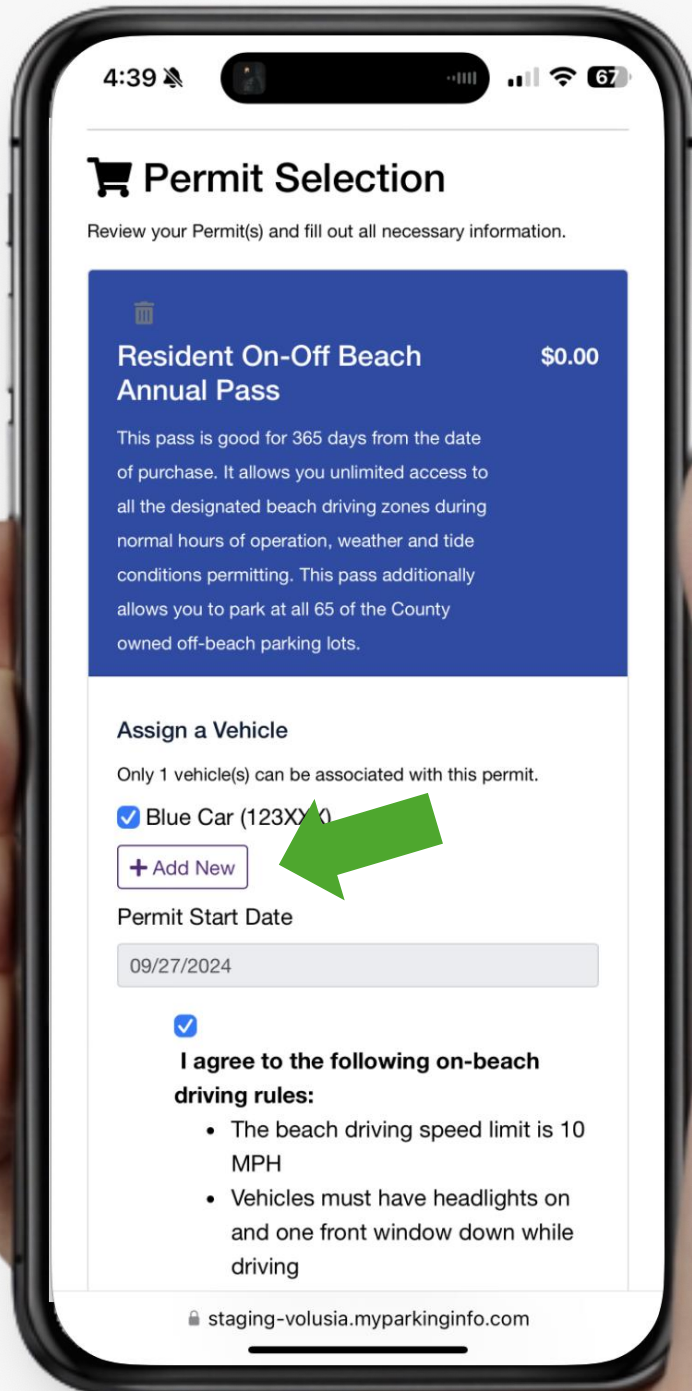 4:39
67
Permit Selection
Review your Permit(s) and fill out all necessary information.
Resident On-Off Beach $0.00
Annual Pass
This pass is good for 365 days from the date
of purchase. It allows you unlimited access to
all the designated beach driving zones during
normal hours of operation, weather and tide
conditions permitting. This pass additionally
allows you to park at all 65 of the County
owned off-beach parking lots.
Assign a Vehicle
Only 1 vehicle(s) can be associated with this permit.
Blue Car (123XXX)
+ Add New
Permit Start Date
09/27/2024
I agree to the following on-beach
driving rules:
• The beach driving speed limit is 10
MPH
• Vehicles must have headlights on
and one front window down while
driving
staging-volusia.myparkinginfo.com